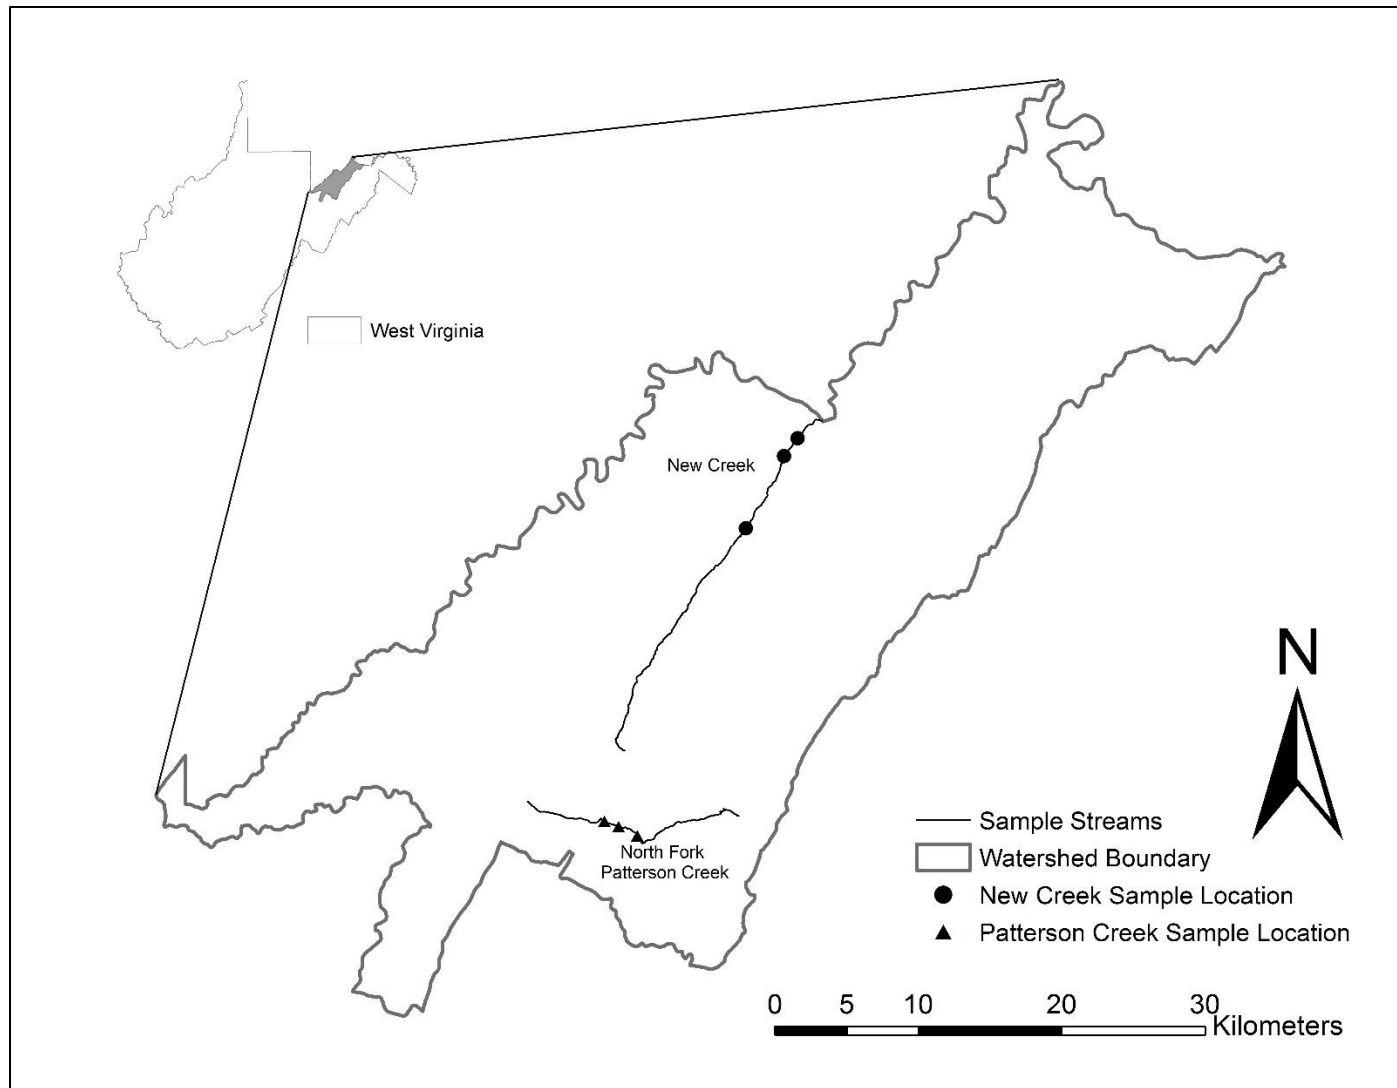 West Virginia
New Creek
N
North Fork
Patterson Creek
Sample Streams
Watershed Boundary
New Creek Sample Location
Patterson Creek Sample Location
0 5 10 20 30
Kilometers